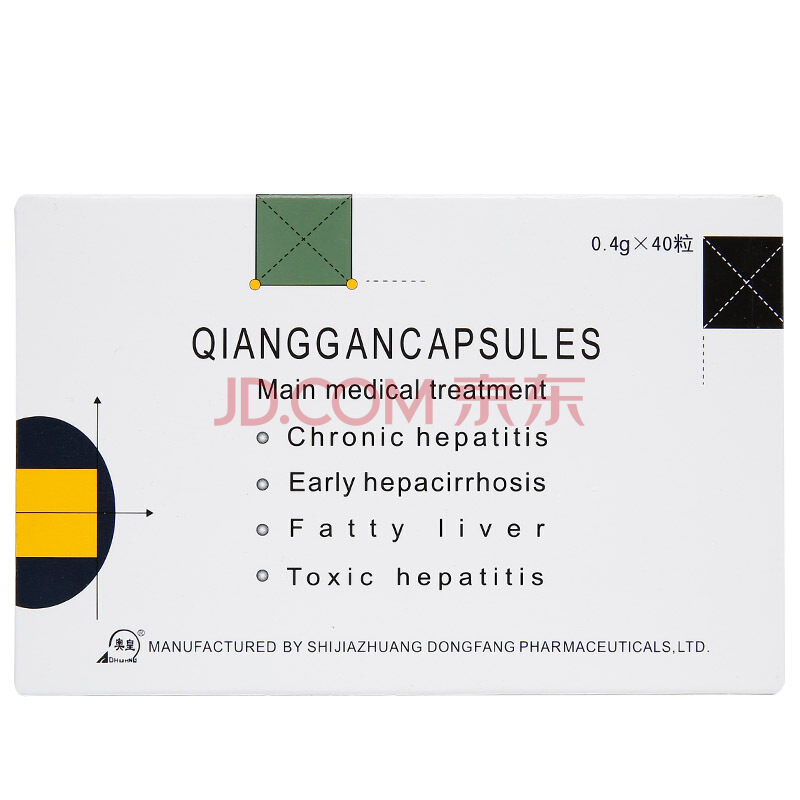 0.4g×40粒
QIANGGANCAPSULES
Main medical treatment
JD.COM 京东
Chronic hepatitis
Early hepacirrhosis
Fatty liver
Toxic hepatitis
奥皇®
AOHUANG
MANUFACTURED BY SHIJIAZHUANG DONGFANG PHARMACEUTICALS,LTD.